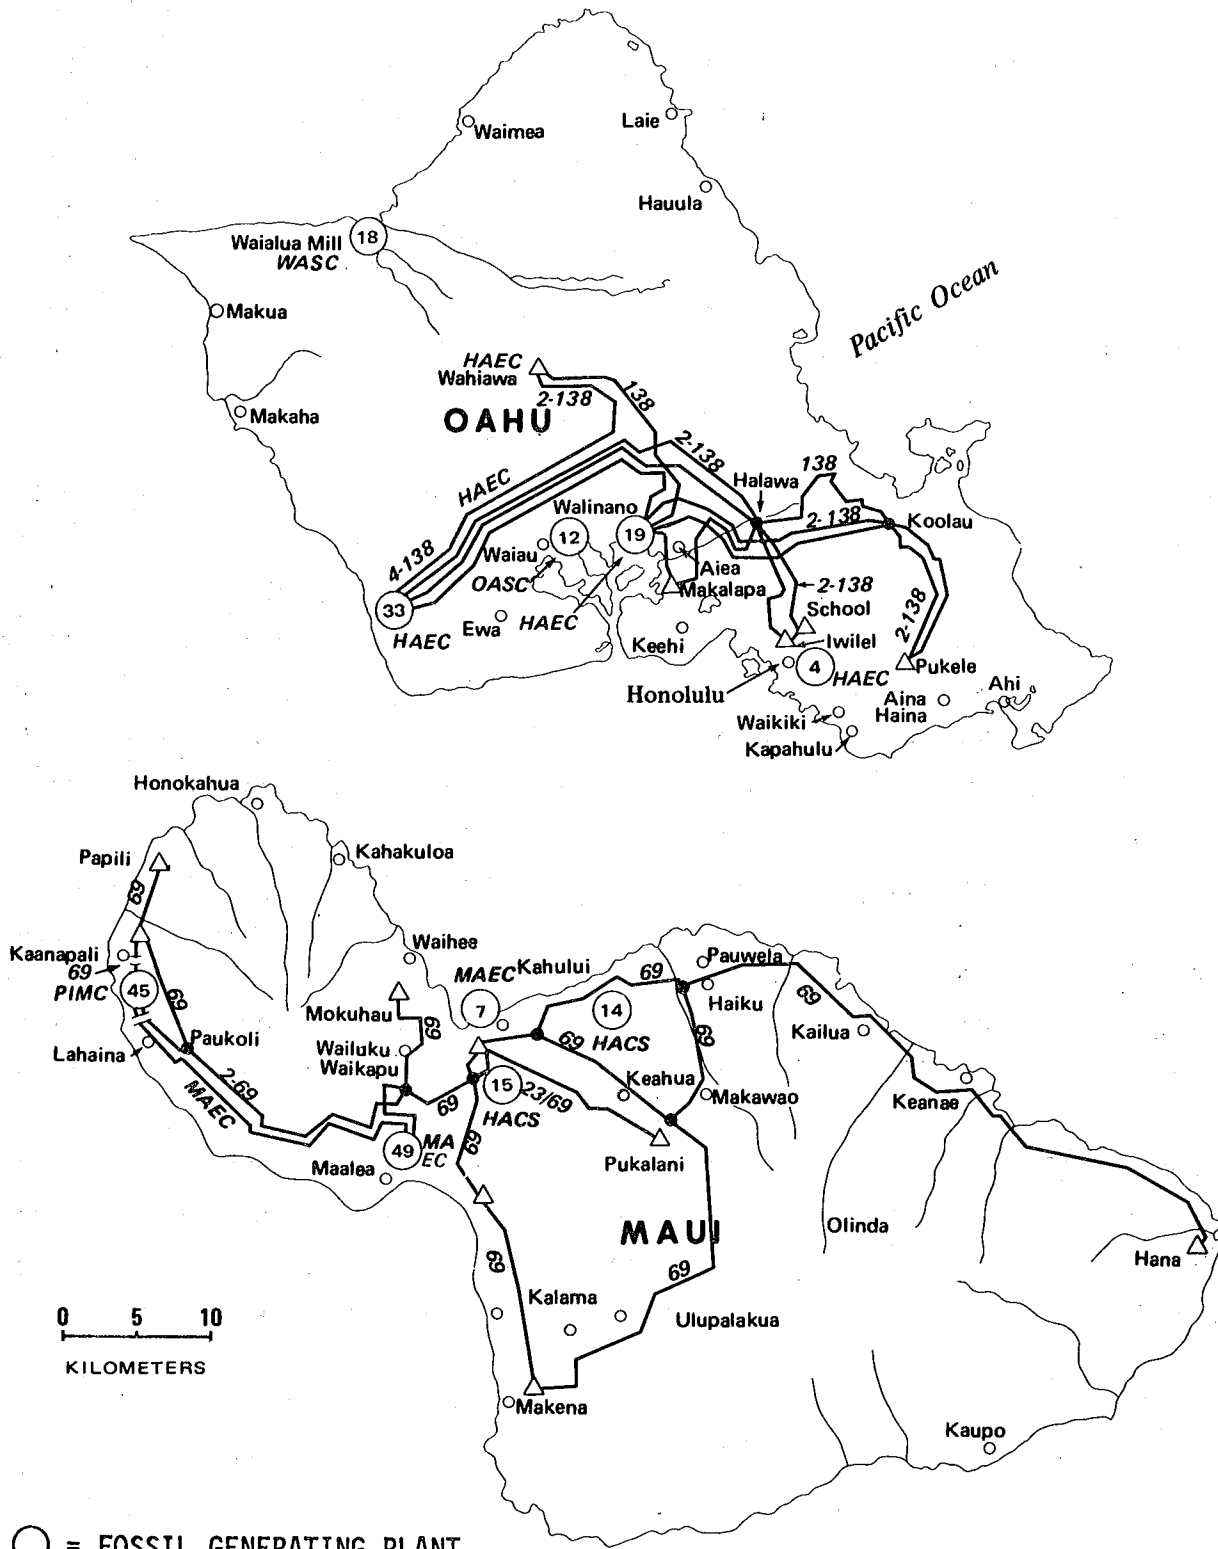 Waimea
Laie
Hauula
Waialua Mill
WASC
18
Pacific Ocean
Makua
HAEC
Wahiawa
138
2-138
Makaha
OAHU
2-138
138
HAEC
Halawa
Walinano
2-138
Koolau
12
19
Waiau
4-138
OASC
Aiea
Makalapa
2-138
School
2-138
33
HAEC
Ewa
HAEC
Keehi
Iwilel
4
HAEC
Pukele
Honolulu
Aina
Haina
Ahi
Waikiki
Kapahulu
Honokahua
Papili
Kahakuloa
69
Kaanapali
69
PIMC
45
69
Waihee
MAEC
Kahului
69
Pauwela
Haiku
7
14
HACS
69
Mokuhau
69
Kailua
Lahaina
Paukoli
Wailuku
Waikapu
69
69
2-69
MAEC
69
15
HACS
23/69
Keahua
Makawao
Keanae
49
MA
EC
69
Maalea
Pukalani
MAUI
Olinda
Hana
69
69
Kalama
Ulupalakua
0 5 10
KILOMETERS
Makena
Kaupo
= FOSSIL GENERATING PLANT